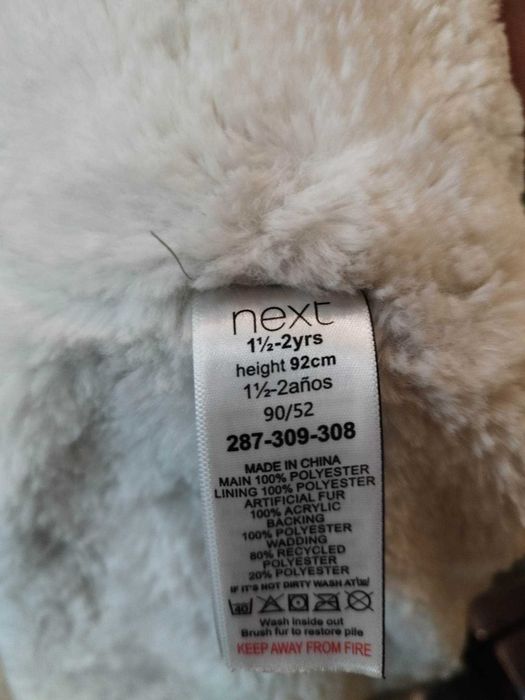 next
1½-2yrs
height 92cm
1½-2años
90/52
287-309-308
MADE IN CHINA
MAIN 100% POLYESTER
LINING 100% POLYESTER
ARTIFICIAL FUR
100% ACRYLIC
BACKING
100% POLYESTER
WADDING
80% RECYCLED
POLYESTER
20% POLYESTER
IF IT'S NOT DIRTY WASH AT
40
Wash inside out
Brush fur to restore pile
KEEP AWAY FROM FIRE